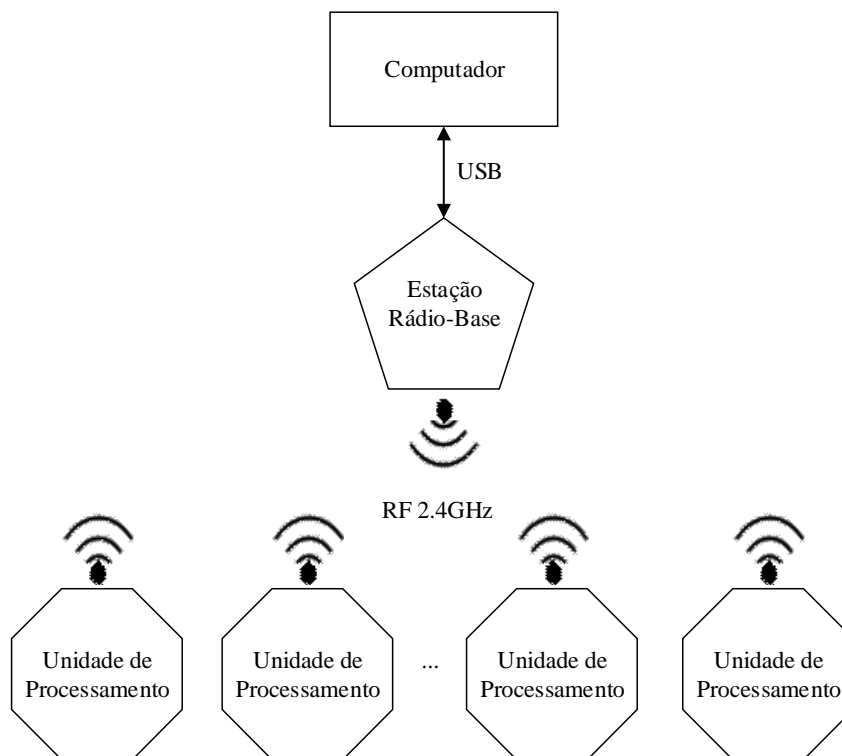 Computador
USB
Estação
Rádio-Base
RF 2.4GHz
Unidade de
Processamento
Unidade de
Processamento
...
Unidade de
Processamento
Unidade de
Processamento